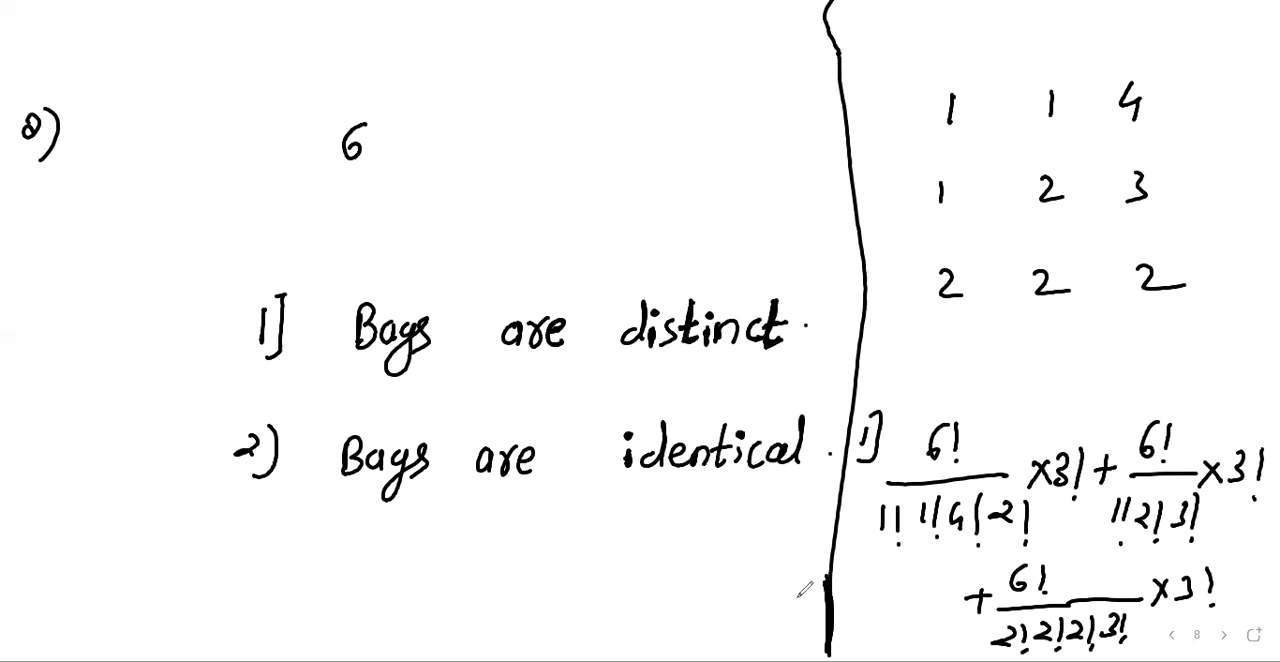 Q)
6
1] Bags are distinct.
2) Bags are identical.
1 1 4
1 2 3
2 2 2
1] 6!/(1! 1! 4! 2!) × 3! + 6!/(1! 2! 3!) × 3!
+ 6!/(2! 2! 2! 3!) × 3!
< 8 >